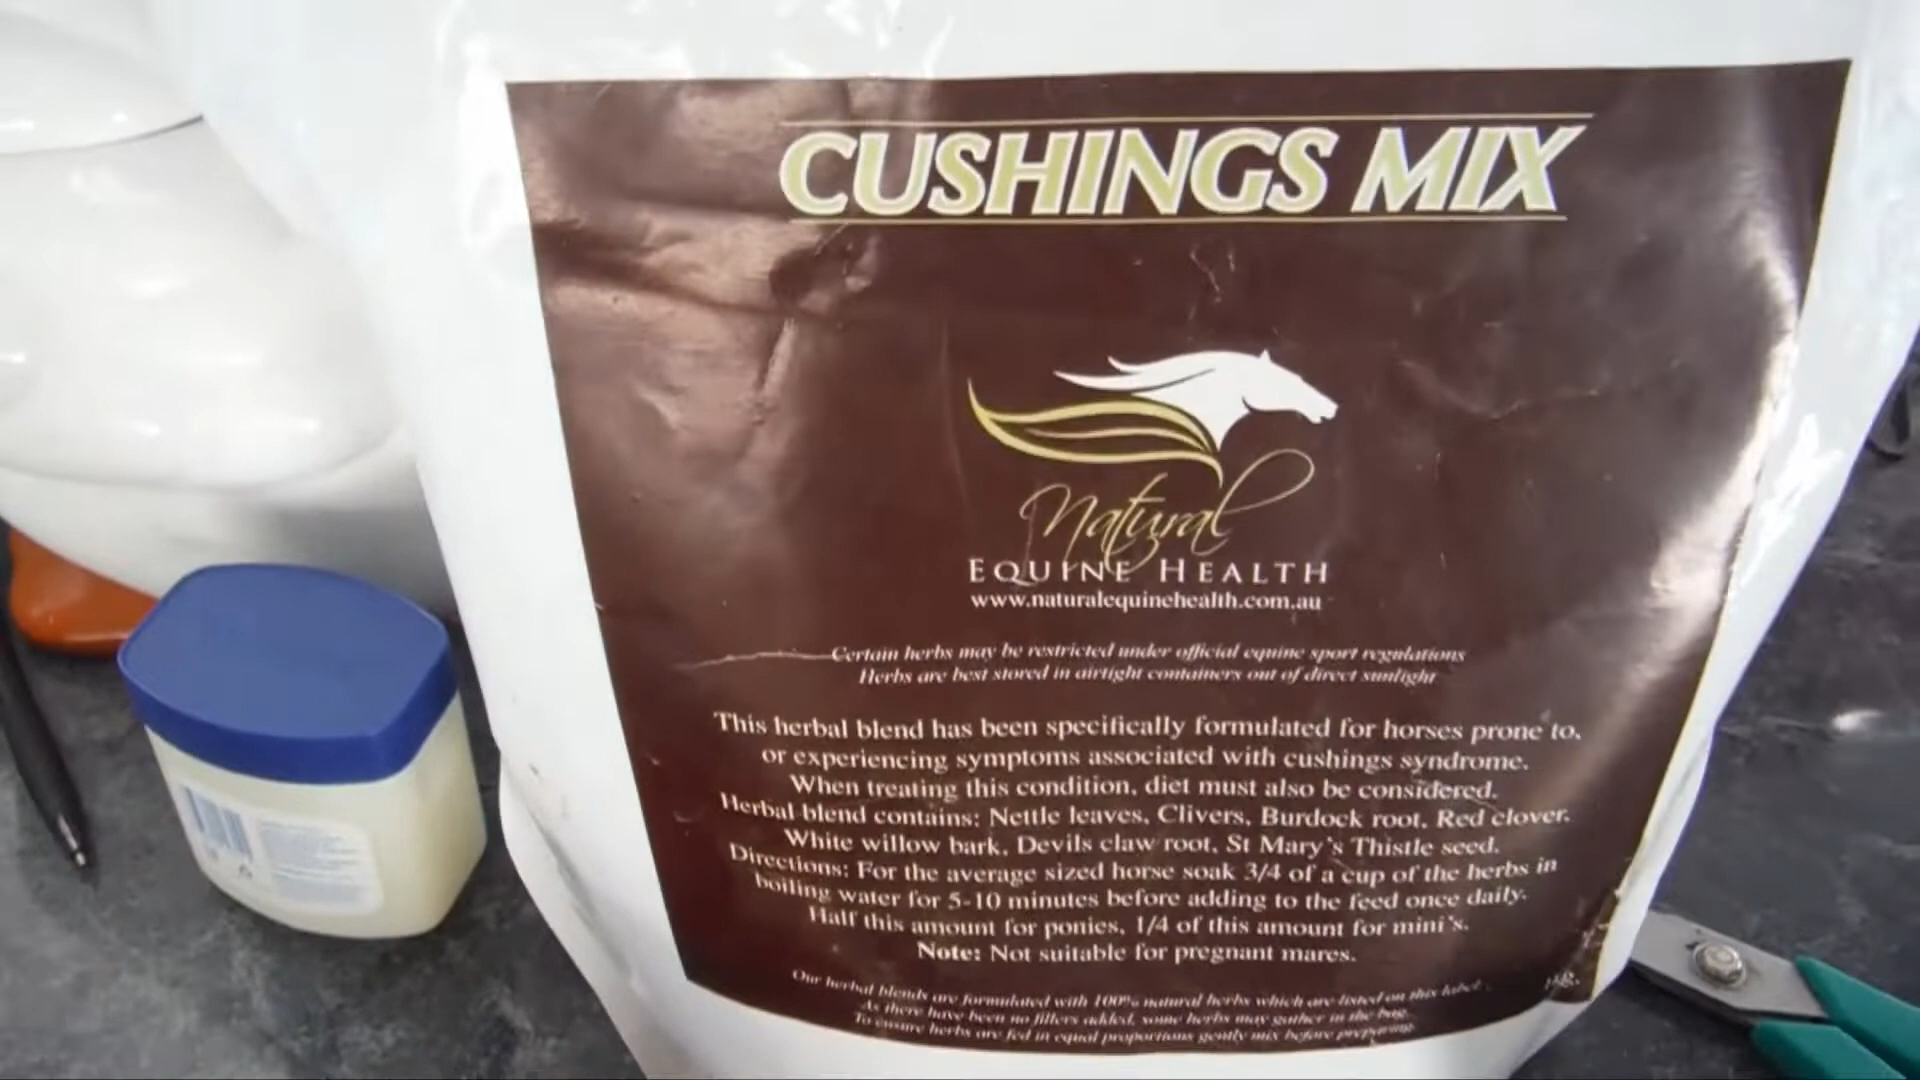 CUSHINGS MIX
Natural
EQUINE HEALTH
www.naturalequinehealth.com.au
Certain herbs may be restricted under official equine sport regulations
Herbs are best stored in airtight containers out of direct sunlight
This herbal blend has been specifically formulated for horses prone to,
or experiencing symptoms associated with cushings syndrome.
When treating this condition, diet must also be considered.
Herbal blend contains: Nettle leaves, Clivers, Burdock root, Red clover,
White willow bark, Devils claw root, St Mary's Thistle seed.
Directions: For the average sized horse soak 3/4 of a cup of the herbs in
boiling water for 5-10 minutes before adding to the feed once daily.
Half this amount for ponies, 1/4 of this amount for mini's.
Note: Not suitable for pregnant mares.
Our herbal blends are formulated with 100% natural herbs which are listed on this label.
As there have been no fillers added, some herbs may gather in the bag.
To ensure herbs are fed in equal proportions gently mix before preparing.